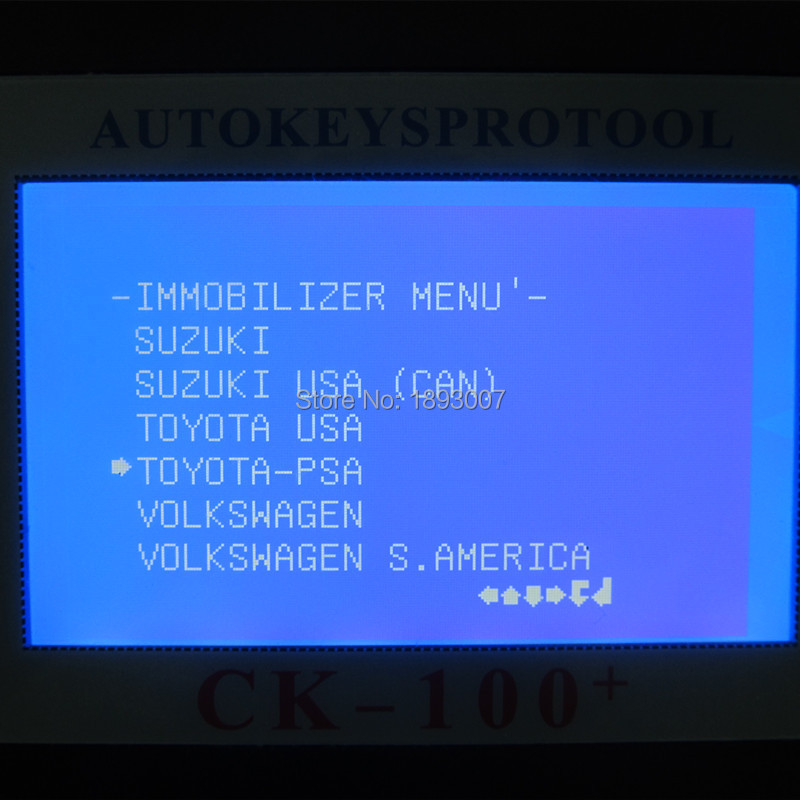 AUTOKEYSPROTOOL
-IMMOBILIZER MENU'-
SUZUKI
SUZUKI USA (CAN)
Store No: 1893007
TOYOTA USA
TOYOTA-PSA
VOLKSWAGEN
VOLKSWAGEN S.AMERICA
CK-100+